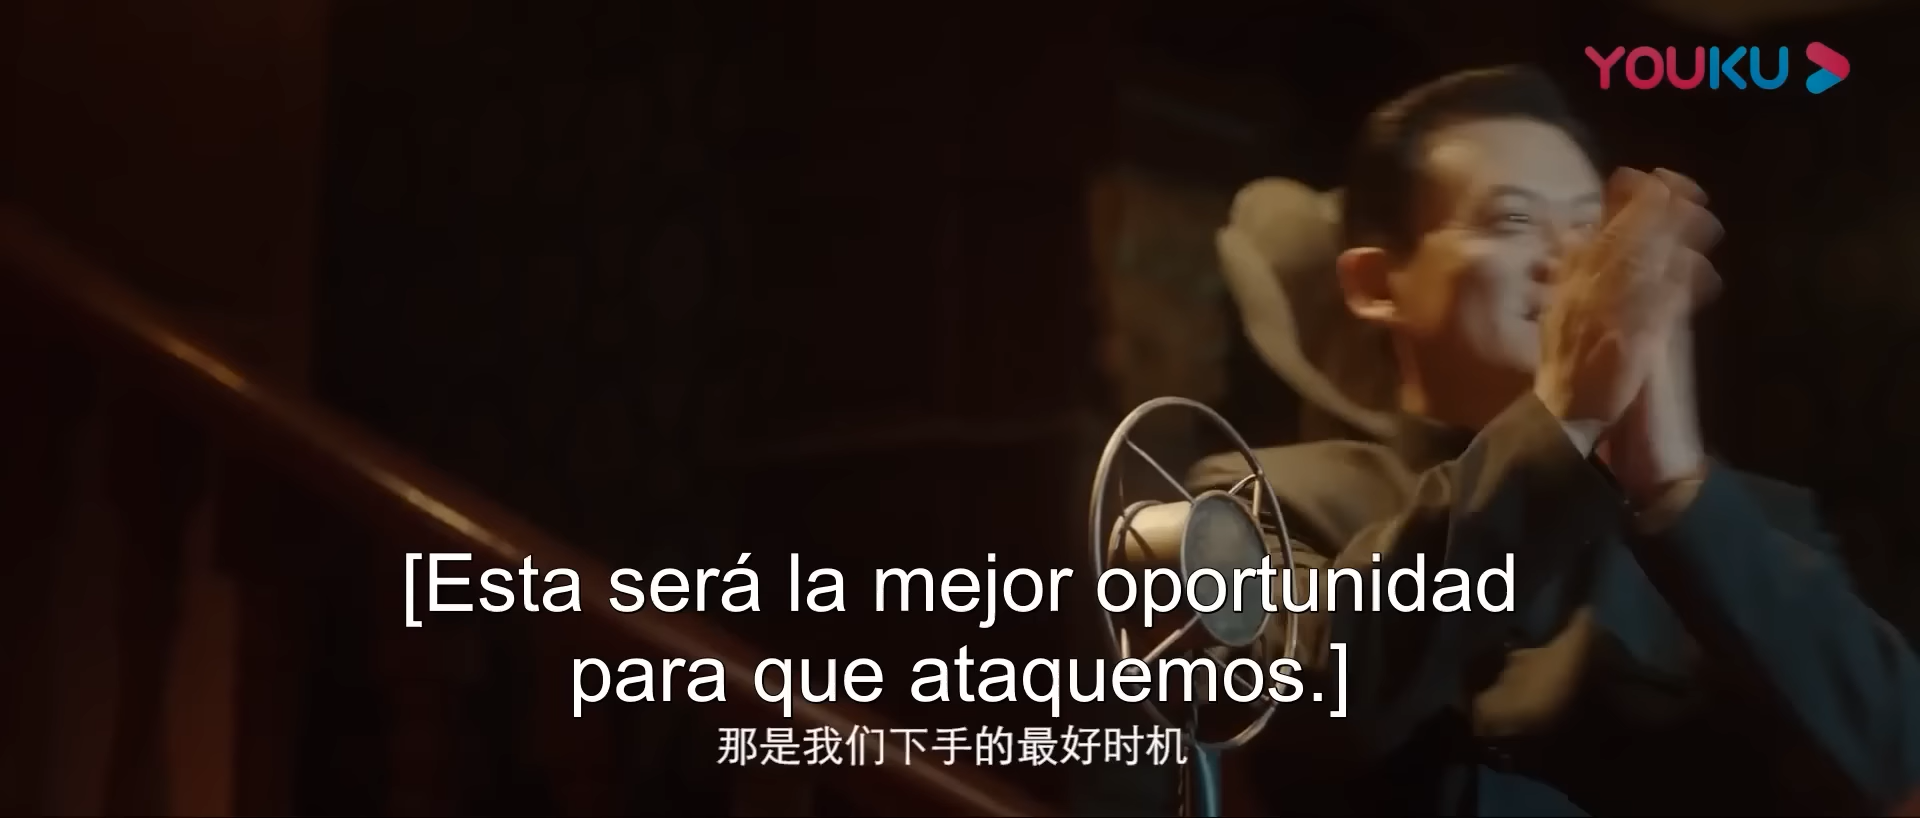 YOUKU
[Esta será la mejor oportunidad
para que ataquemos.]
那是我们下手的最好时机